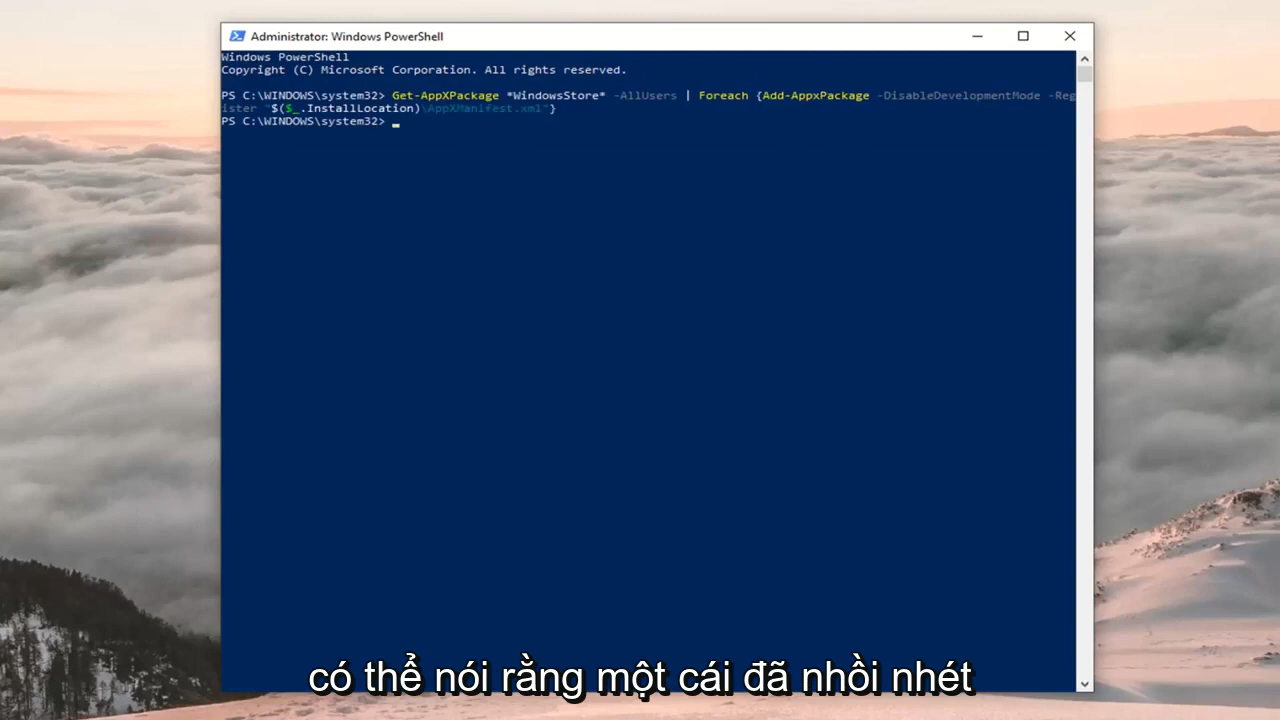 Administrator: Windows PowerShell
Windows PowerShell
Copyright (C) Microsoft Corporation. All rights reserved.
PS C:\WINDOWS\system32> Get-AppXPackage *WindowsStore* -AllUsers | Foreach {Add-AppxPackage -DisableDevelopmentMode -Reg
ister "$($_.InstallLocation)\AppXManifest.xml"}
PS C:\WINDOWS\system32>
có thể nói rằng một cái đã nhồi nhét